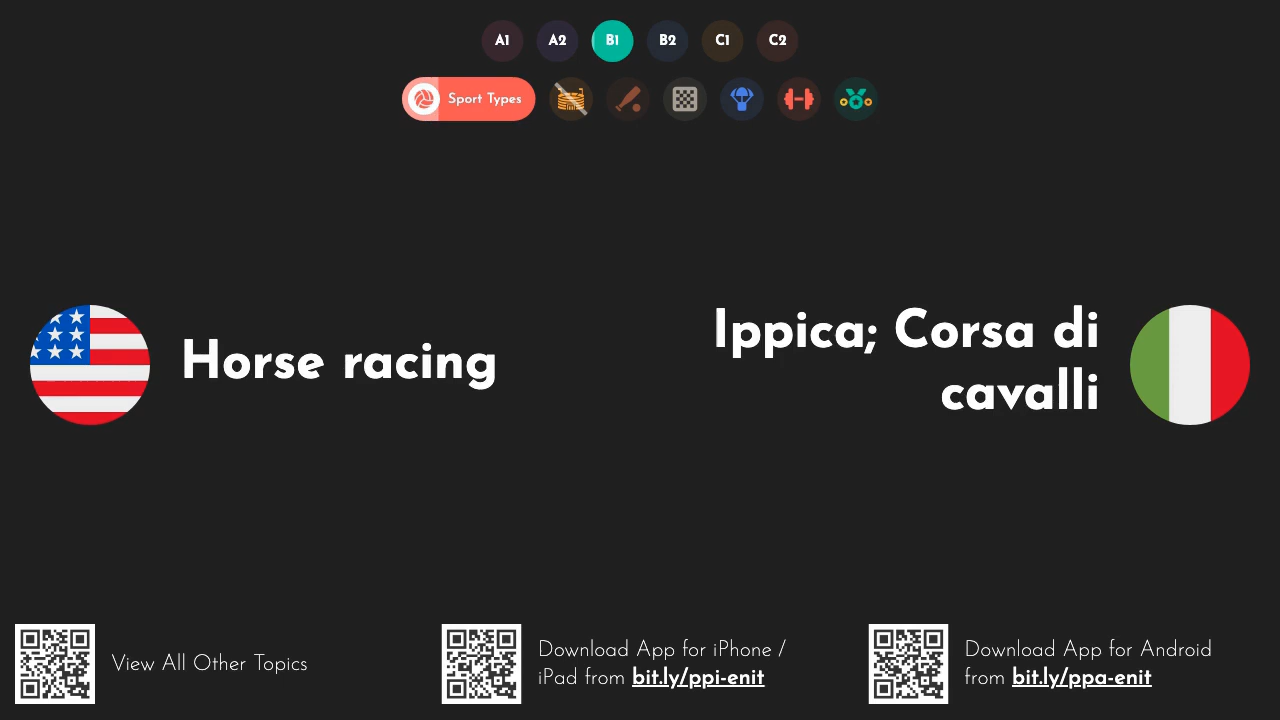 A1 A2 B1 B2 C1 C2
Sport Types
Horse racing
Ippica; Corsa di
cavalli
View All Other Topics
Download App for iPhone /
iPad from bit.ly/ppi-enit
Download App for Android
from bit.ly/ppa-enit